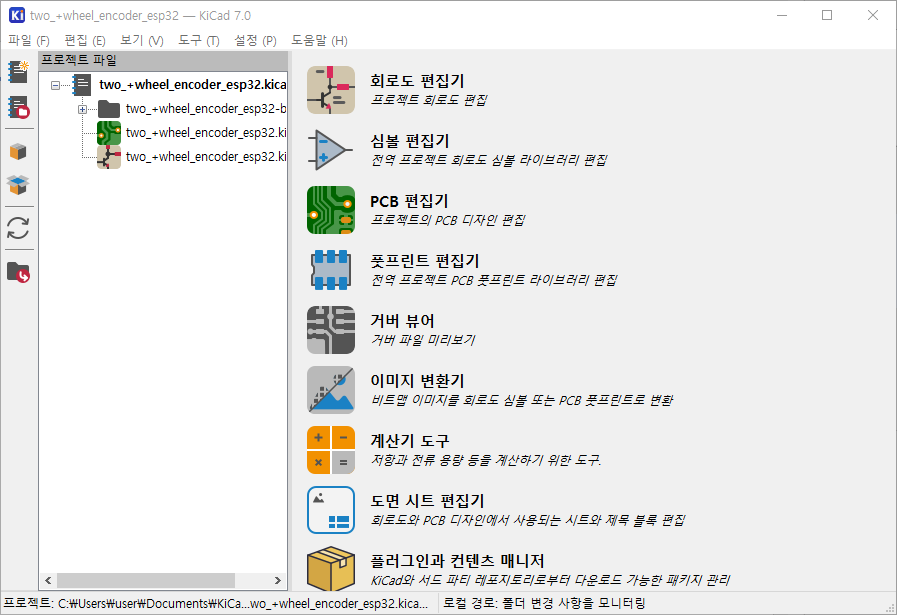 two_+wheel_encoder_esp32 — KiCad 7.0
파일 (F) 편집 (E) 보기 (V) 도구 (T) 설정 (P) 도움말 (H)
프로젝트 파일
two_+wheel_encoder_esp32.kica
two_+wheel_encoder_esp32-b
two_+wheel_encoder_esp32.ki
two_+wheel_encoder_esp32.ki
회로도 편집기
프로젝트 회로도 편집
심볼 편집기
전역 프로젝트 회로도 심볼 라이브러리 편집
PCB 편집기
프로젝트의 PCB 디자인 편집
풋프린트 편집기
전역 프로젝트 PCB 풋프린트 라이브러리 편집
거버 뷰어
거버 파일 미리보기
이미지 변환기
비트맵 이미지를 회로도 심볼 또는 PCB 풋프린트로 변환
계산기 도구
저항과 전류 용량 등을 계산하기 위한 도구.
도면 시트 편집기
회로도와 PCB 디자인에서 사용되는 시트와 제목 블록 편집
플러그인과 컨텐츠 매니저
KiCad와 서드 파티 레포지토리로부터 다운로드 가능한 패키지 관리
프로젝트: C:₩Users₩user₩Documents₩KiCa...wo_+wheel_encoder_esp32.kica... 로컬 경로: 폴더 변경 사항을 모니터링